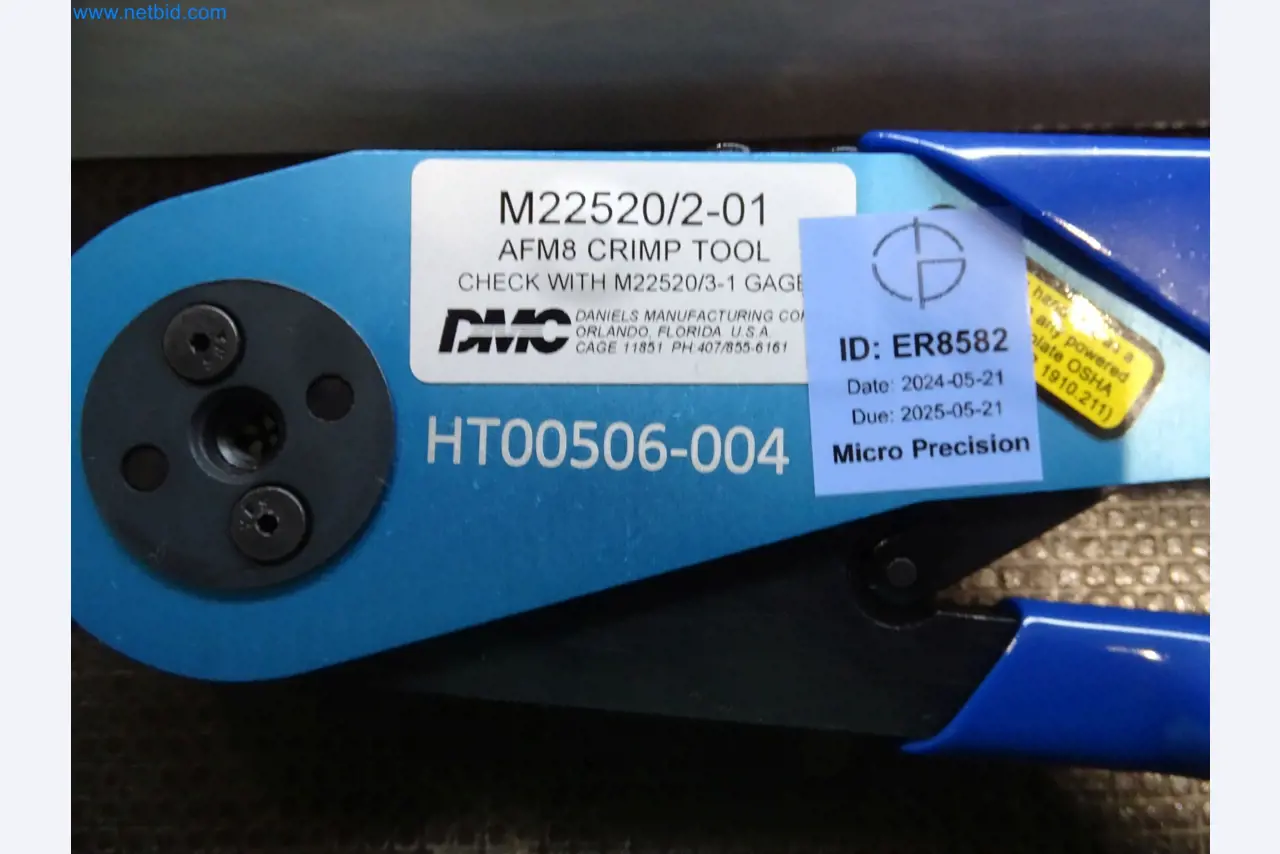 www.netbid.com
M22520/2-01
AFM8 CRIMP TOOL
CHECK WITH M22520/3-1 GAGE
DMC
DANIELS MANUFACTURING
ORLANDO, FLORIDA U.S.A.
CAGE 11851 PH.407/855-6161
HT00506-004
ID: ER8582
Date: 2024-05-21
Due: 2025-05-21
Micro Precision
any powered
OSHA
1910.211)